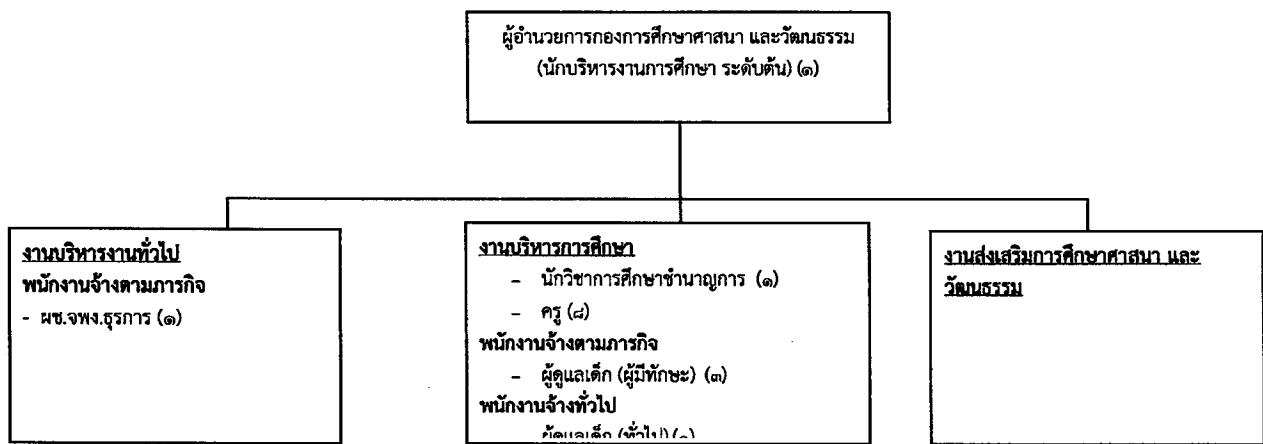 ผู้อำนวยการกองการศึกษาศาสนา และวัฒนธรรม
(นักบริหารงานการศึกษา ระดับต้น) (๑)
งานบริหารงานทั่วไป
พนักงานจ้างตามภารกิจ
- ผช.จพง.ธุรการ (๑)
งานบริหารการศึกษา
– นักวิชาการศึกษาชำนาญการ (๑)
– ครู (๘)
พนักงานจ้างตามภารกิจ
– ผู้ดูแลเด็ก (ผู้มีทักษะ) (๓)
พนักงานจ้างทั่วไป
ผู้ดูแลเด็ก (ทั่วไป)
งานส่งเสริมการศึกษาศาสนา และ
วัฒนธรรม